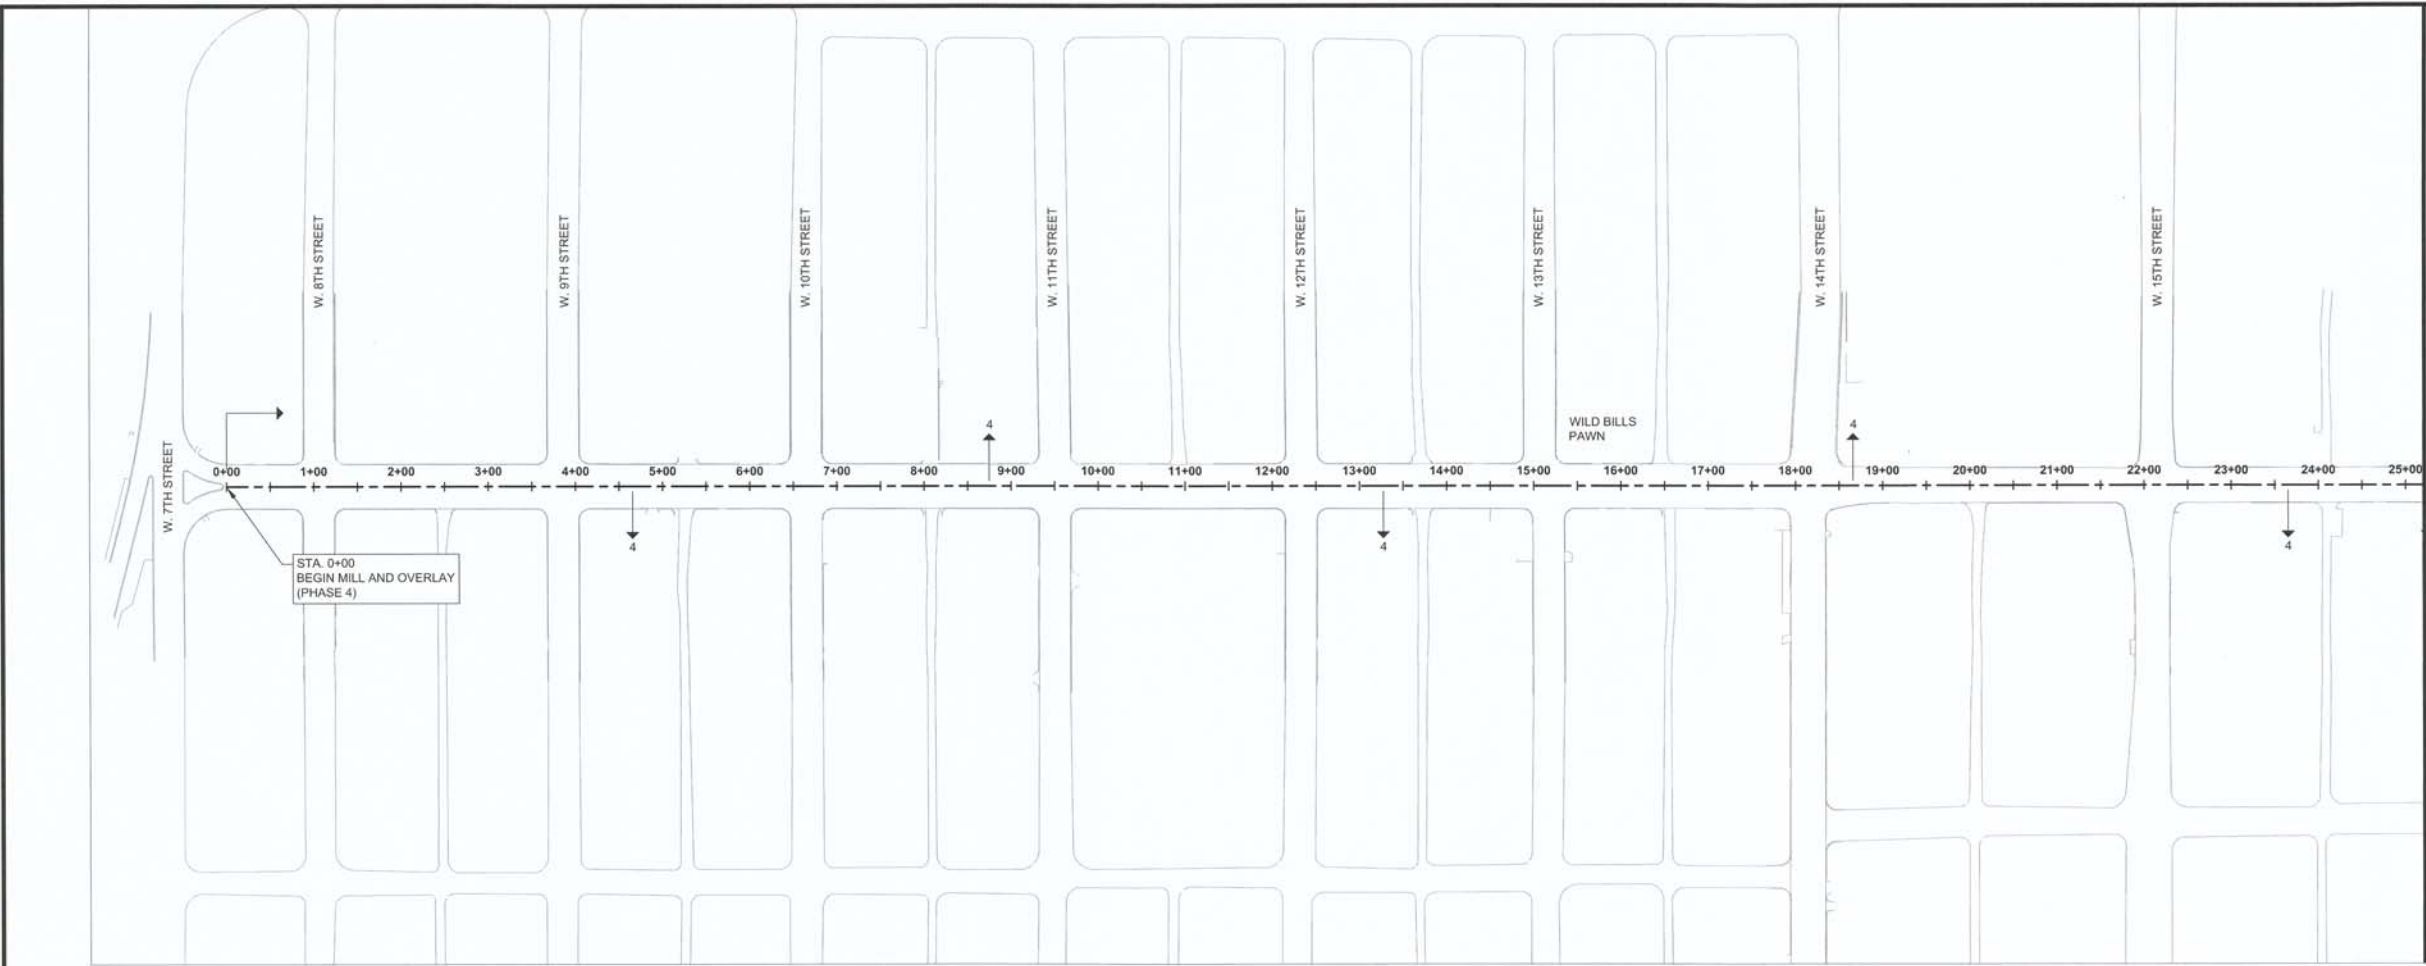 W. 8TH STREET
W. 9TH STREET
W. 10TH STREET
W. 11TH STREET
W. 12TH STREET
W. 13TH STREET
W. 14TH STREET
W. 15TH STREET
W. 7TH STREET
4
WILD BILLS
PAWN
4
0+00 1+00 2+00 3+00 4+00 5+00 6+00 7+00 8+00 9+00 10+00 11+00 12+00 13+00 14+00 15+00 16+00 17+00 18+00 19+00 20+00 21+00 22+00 23+00 24+00 25+00
4
4
4
STA. 0+00
BEGIN MILL AND OVERLAY
(PHASE 4)